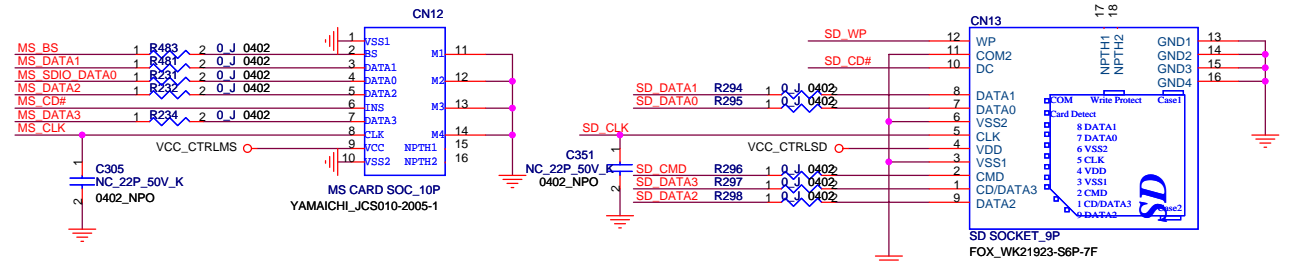 CN12
MS_BS 1 R483 2 0_J 0402
MS_DATA1 1 R481 2 0_J 0402
MS_SDIO_DATA0 1 R231 2 0_J 0402
MS_DATA2 1 R232 2 0_J 0402
MS_CD#
MS_DATA3 1 R234 2 0_J 0402
MS_CLK
VCC_CTRLMS
1 VSS1
2 BS
3 DATA1
4 DATA0
5 DATA2
6 INS
7 DATA3
8 CLK
9 VCC
10 VSS2
M1 11
M2 12
M3 13
M4 14
NPTH1 15
NPTH2 16
1
C305
NC_22P_50V_K
0402_NPO
2
MS CARD SOC_10P
YAMAICHI_JCS010-2005-1
CN13
17
18
NPTH1
NPTH2
SD_WP
SD_CD#
SD_DATA1 R294 1 0_J 0402 2
SD_DATA0 R295 1 0_J 0402 2
SD_CLK
VCC_CTRLSD
SD_CMD R296 1 0_J 0402 2
SD_DATA3 R297 1 0_J 0402 2
SD_DATA2 R298 1 0_J 0402 2
1
C351
NC_22P_50V_K
0402_NPO
2
12 WP
11 COM2
10 DC
8 DATA1
7 DATA0
6 VSS2
5 CLK
4 VDD
3 VSS1
2 CMD
1 CD/DATA3
9 DATA2
GND1 13
GND2 14
GND3 15
GND4 16
COM Write Protect Case1
Card Detect
8 DATA1
7 DATA0
6 VSS2
5 CLK
4 VDD
3 VSS1
2 CMD
1 CD/DATA3
9 DATA2
SD
Case2
SD SOCKET_9P
FOX_WK21923-S6P-7F